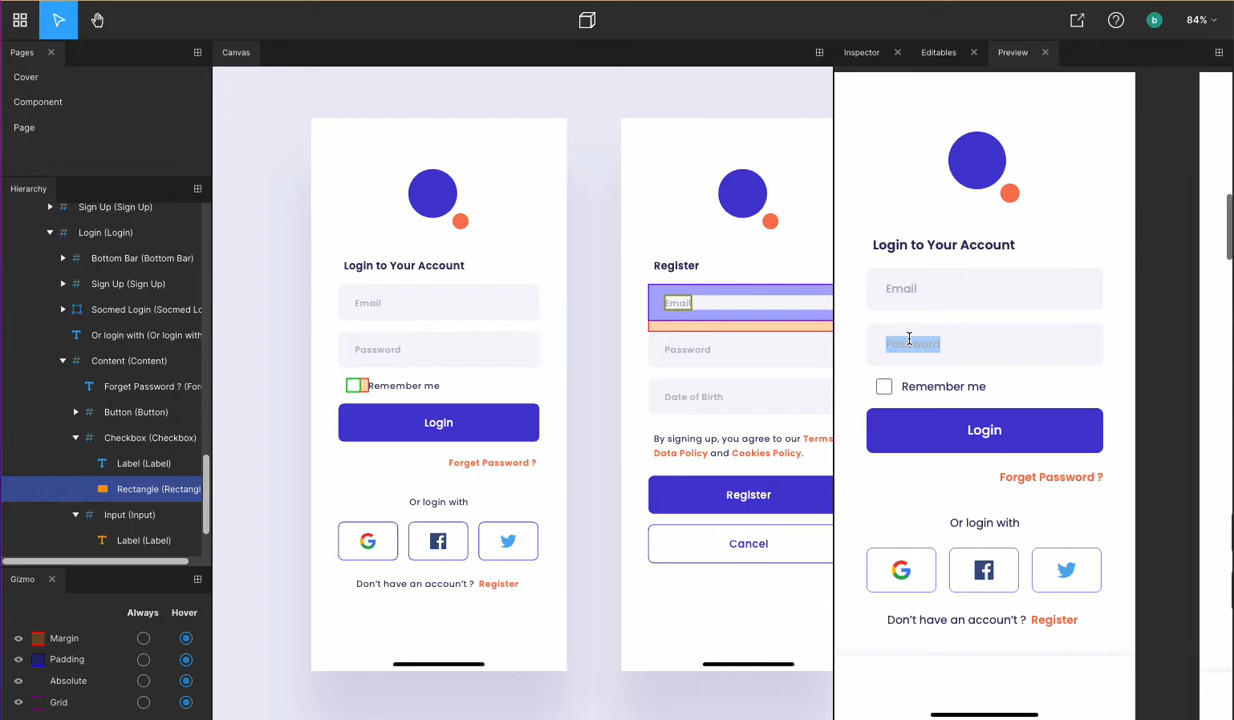 b
84%
Pages
Cover
Component
Page
Hierarchy
Sign Up (Sign Up)
Login (Login)
Bottom Bar (Bottom Bar)
Sign Up (Sign Up)
Socmed Login (Socmed Lo
Or login with (Or login with
Content (Content)
Forget Password ? (For
Button (Button)
Checkbox (Checkbox)
Label (Label)
Rectangle (Rectangl
Input (Input)
Label (Label)
Gizmo
Always Hover
Margin
Padding
Absolute
Grid
Canvas
Login to Your Account
Email
Password
Remember me
Login
Forget Password ?
Or login with
Don't have an accoun't ? Register
Register
Email
Password
Date of Birth
By signing up, you agree to our Terms
Data Policy and Cookies Policy.
Register
Cancel
Inspector
Editables
Preview
Login to Your Account
Email
Password
Remember me
Login
Forget Password ?
Or login with
Don't have an accoun't ? Register